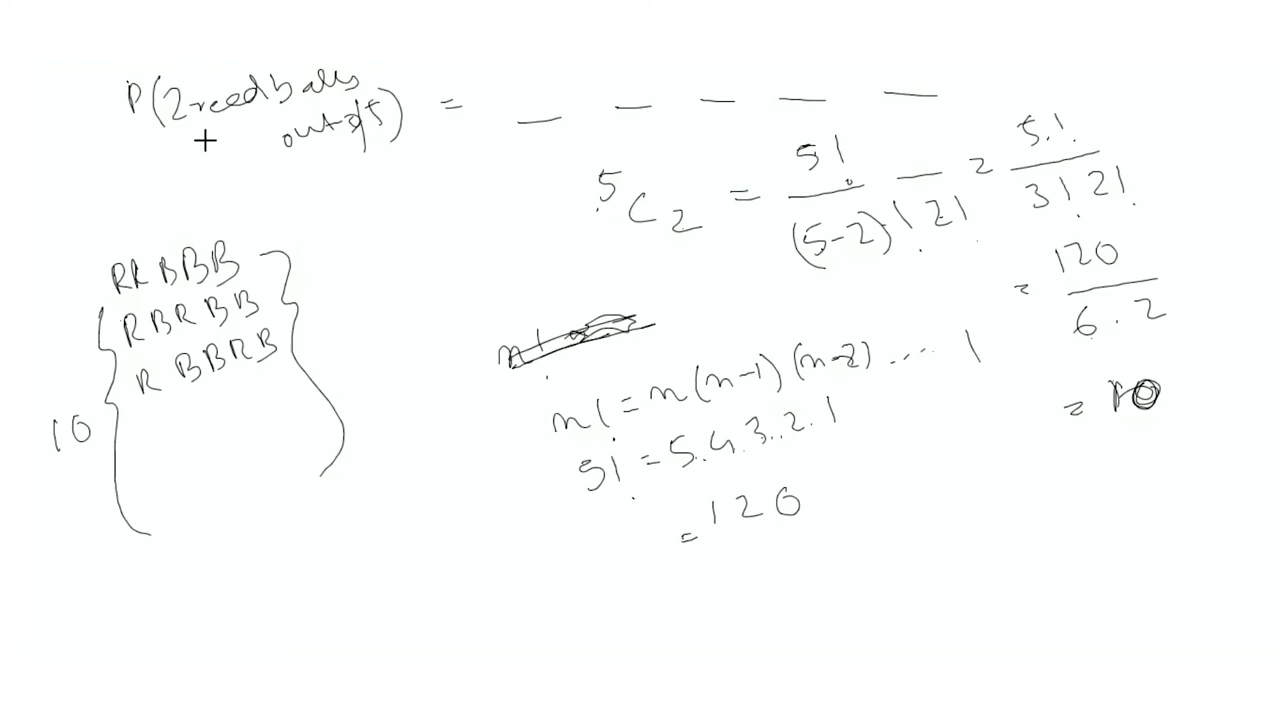 P(2 reed balls out of 5) = _ _ _ _ _
5C2 = 5! / (5-2)! 2! = 5! / 3! 2!
= 120 / 6.2
= 10
RRBBB
RBRBB
RBBRB
10
n! = n(n-1)(n-2) .... 1
5! = 5.4.3.2.1
= 120